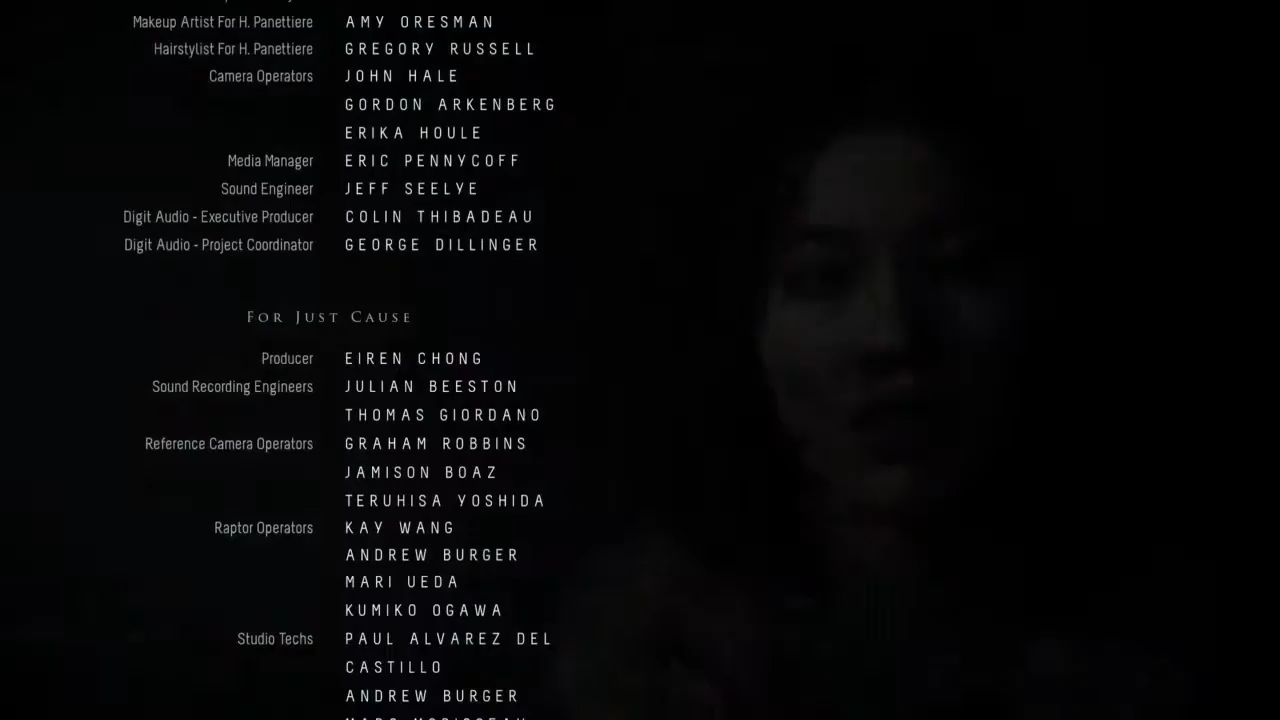 Makeup Artist For H. Panettiere AMY ORESMAN
Hairstylist For H. Panettiere GREGORY RUSSELL
Camera Operators JOHN HALE
GORDON ARKENBERG
ERIKA HOULE
Media Manager ERIC PENNYCOFF
Sound Engineer JEFF SEELYE
Digit Audio - Executive Producer COLIN THIBADEAU
Digit Audio - Project Coordinator GEORGE DILLINGER
For Just Cause
Producer EIREN CHONG
Sound Recording Engineers JULIAN BEESTON
THOMAS GIORDANO
Reference Camera Operators GRAHAM ROBBINS
JAMISON BOAZ
TERUHISA YOSHIDA
Raptor Operators KAY WANG
ANDREW BURGER
MARI UEDA
KUMIKO OGAWA
Studio Techs PAUL ALVAREZ DEL
CASTILLO
ANDREW BURGER